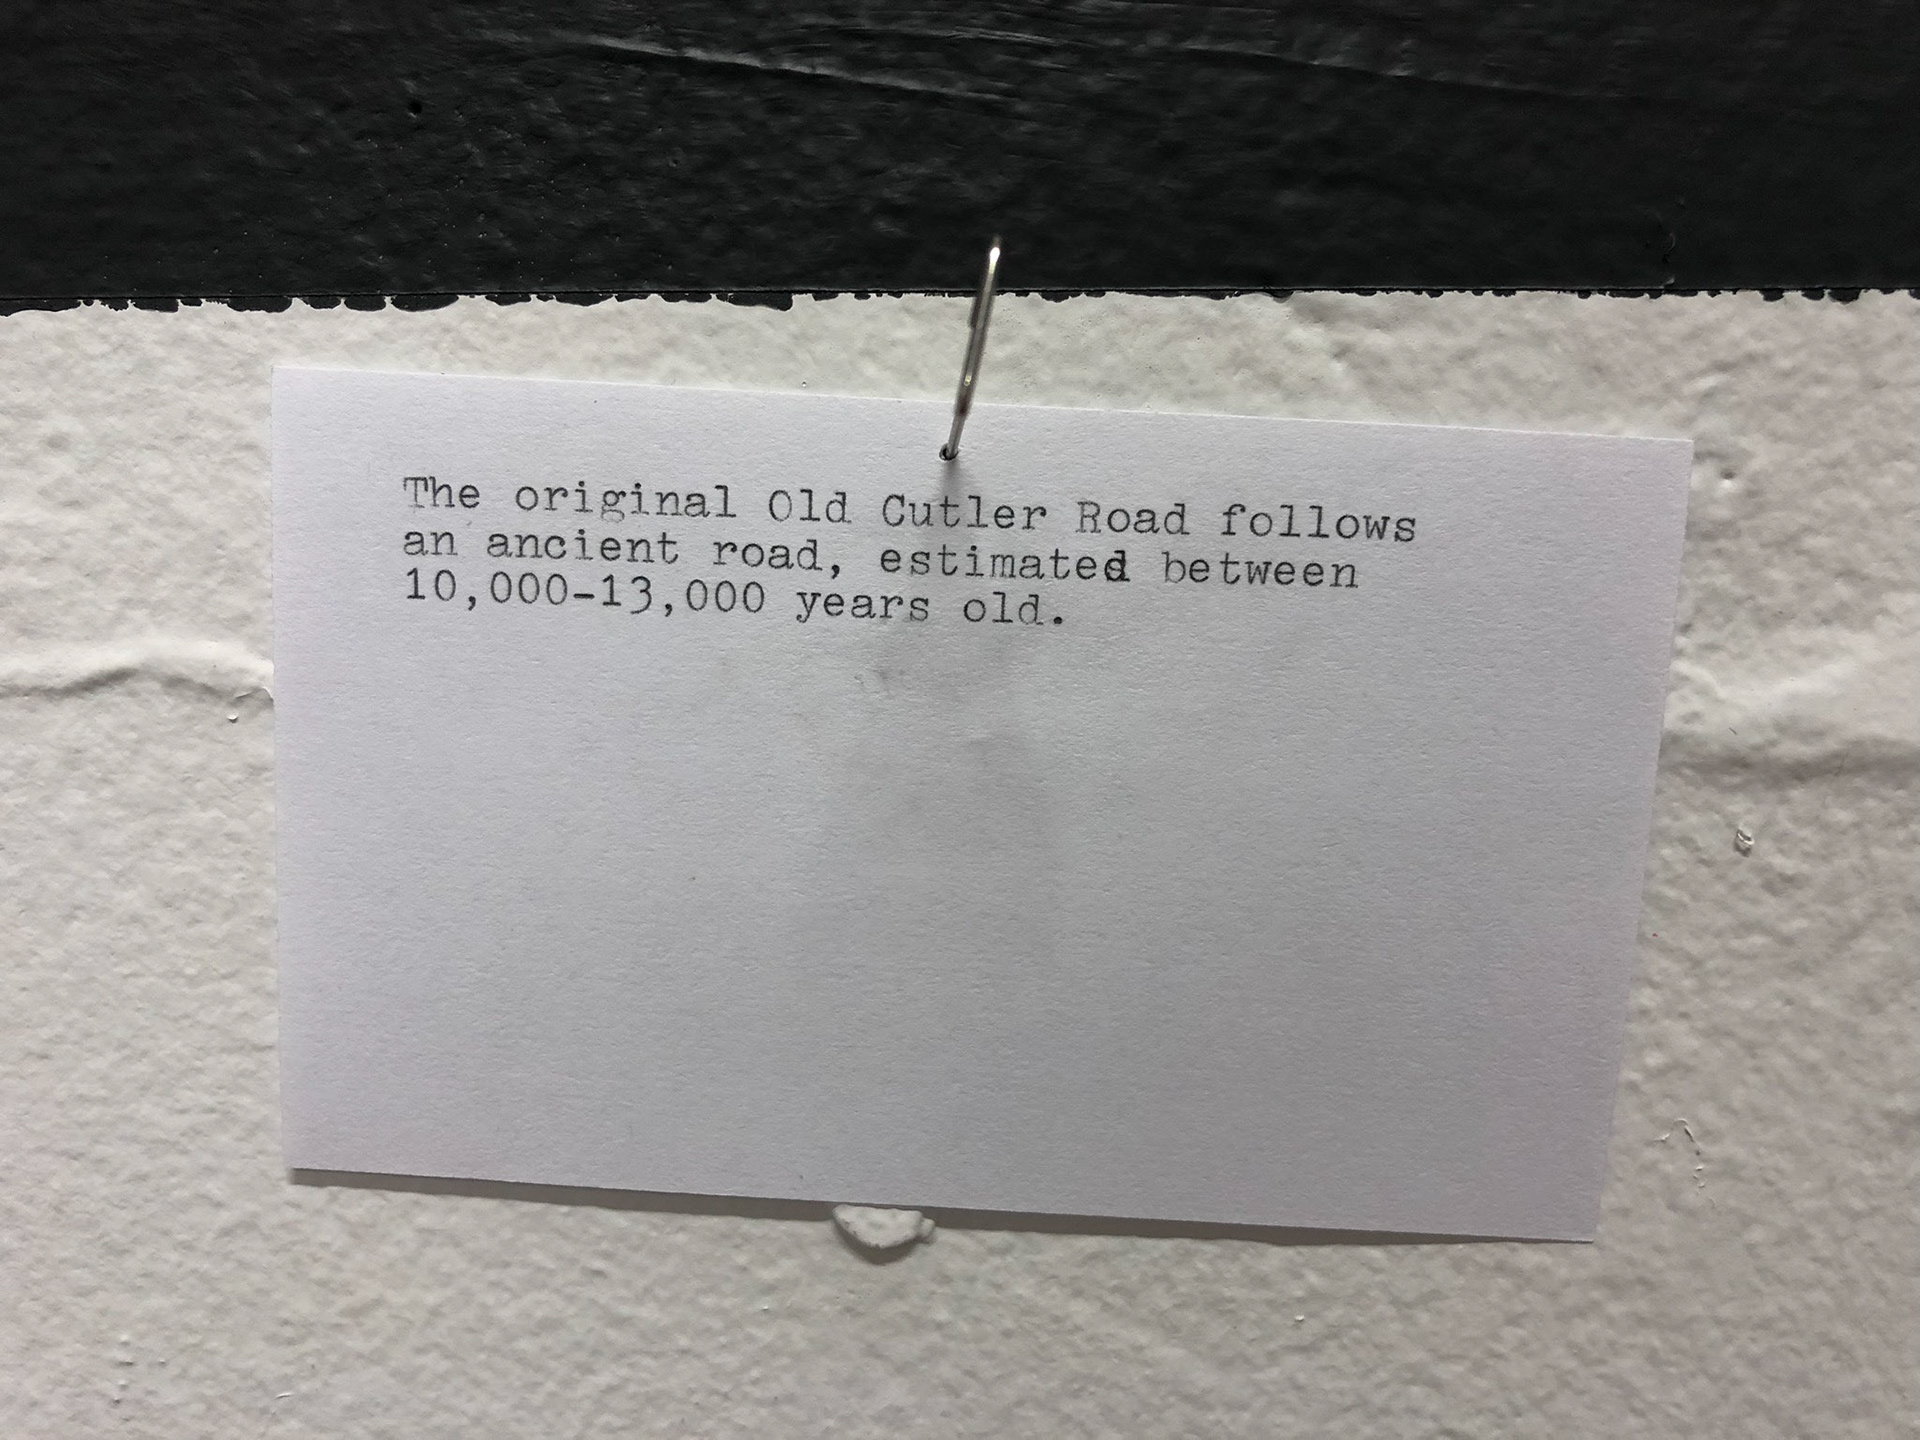 The original Old Cutler Road follows
an ancient road, estimated between
10,000-13,000 years old.